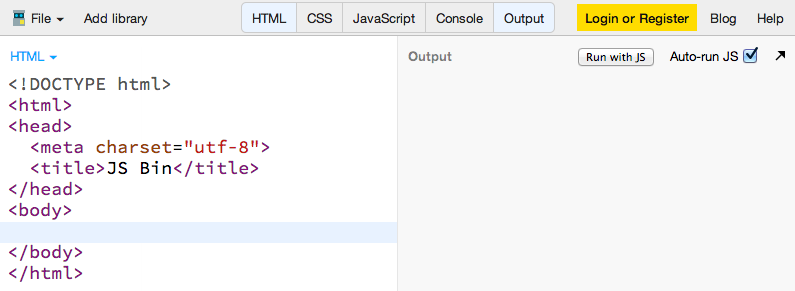 File Add library HTML CSS JavaScript Console Output Login or Register Blog Help
HTML
Output Run with JS Auto-run JS
<!DOCTYPE html>
<html>
<head>
  <meta charset="utf-8">
  <title>JS Bin</title>
</head>
<body>
</body>
</html>